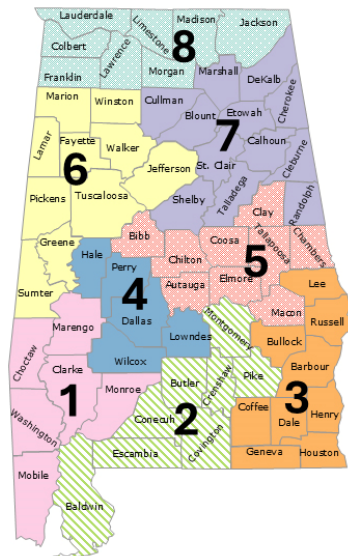 Lauderdale
Limestone
Madison
Jackson
Colbert
Lawrence
8
Franklin
Morgan
Marshall
DeKalb
Marion
Winston
Cullman
Cherokee
Blount
Etowah
Lamar
Fayette
Walker
7
Calhoun
6
Jefferson
St. Clair
Cleburne
Pickens
Tuscaloosa
Shelby
Talladega
Randolph
Clay
Greene
Bibb
Coosa
Tallapoosa
Chambers
Hale
Perry
Chilton
5
Sumter
4
Autauga
Elmore
Lee
Marengo
Dallas
Lowndes
Montgomery
Macon
Russell
Choctaw
Bullock
Wilcox
Clarke
Monroe
Butler
Crenshaw
Pike
Barbour
1
2
3
Washington
Conecuh
Covington
Coffee
Dale
Henry
Mobile
Escambia
Geneva
Houston
Baldwin